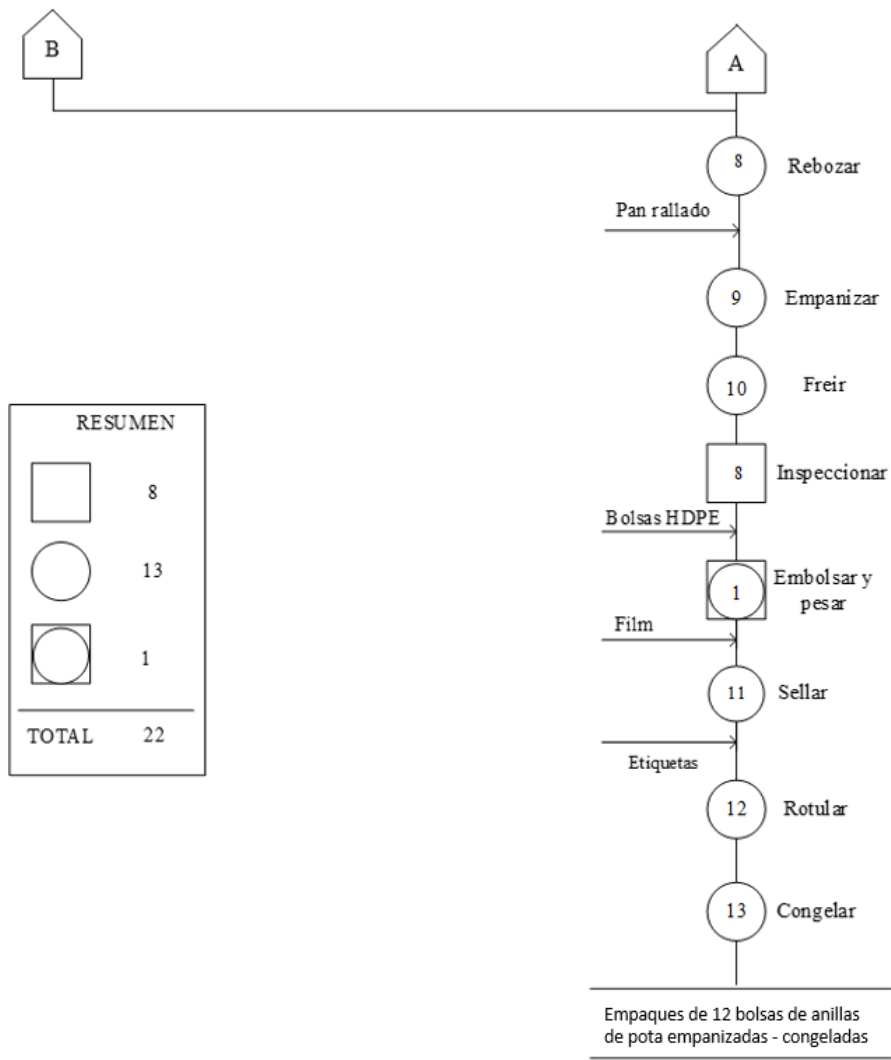 B
A
8
Rebozar
Pan rallado
9
Empanizar
10
Freir
8
Inspeccionar
Bolsas HDPE
1
Embolsar y
pesar
Film
11
Sellar
Etiquetas
12
Rotular
13
Congelar
Empaques de 12 bolsas de anillas
de pota empanizadas - congeladas
RESUMEN
8
13
1
TOTAL 22